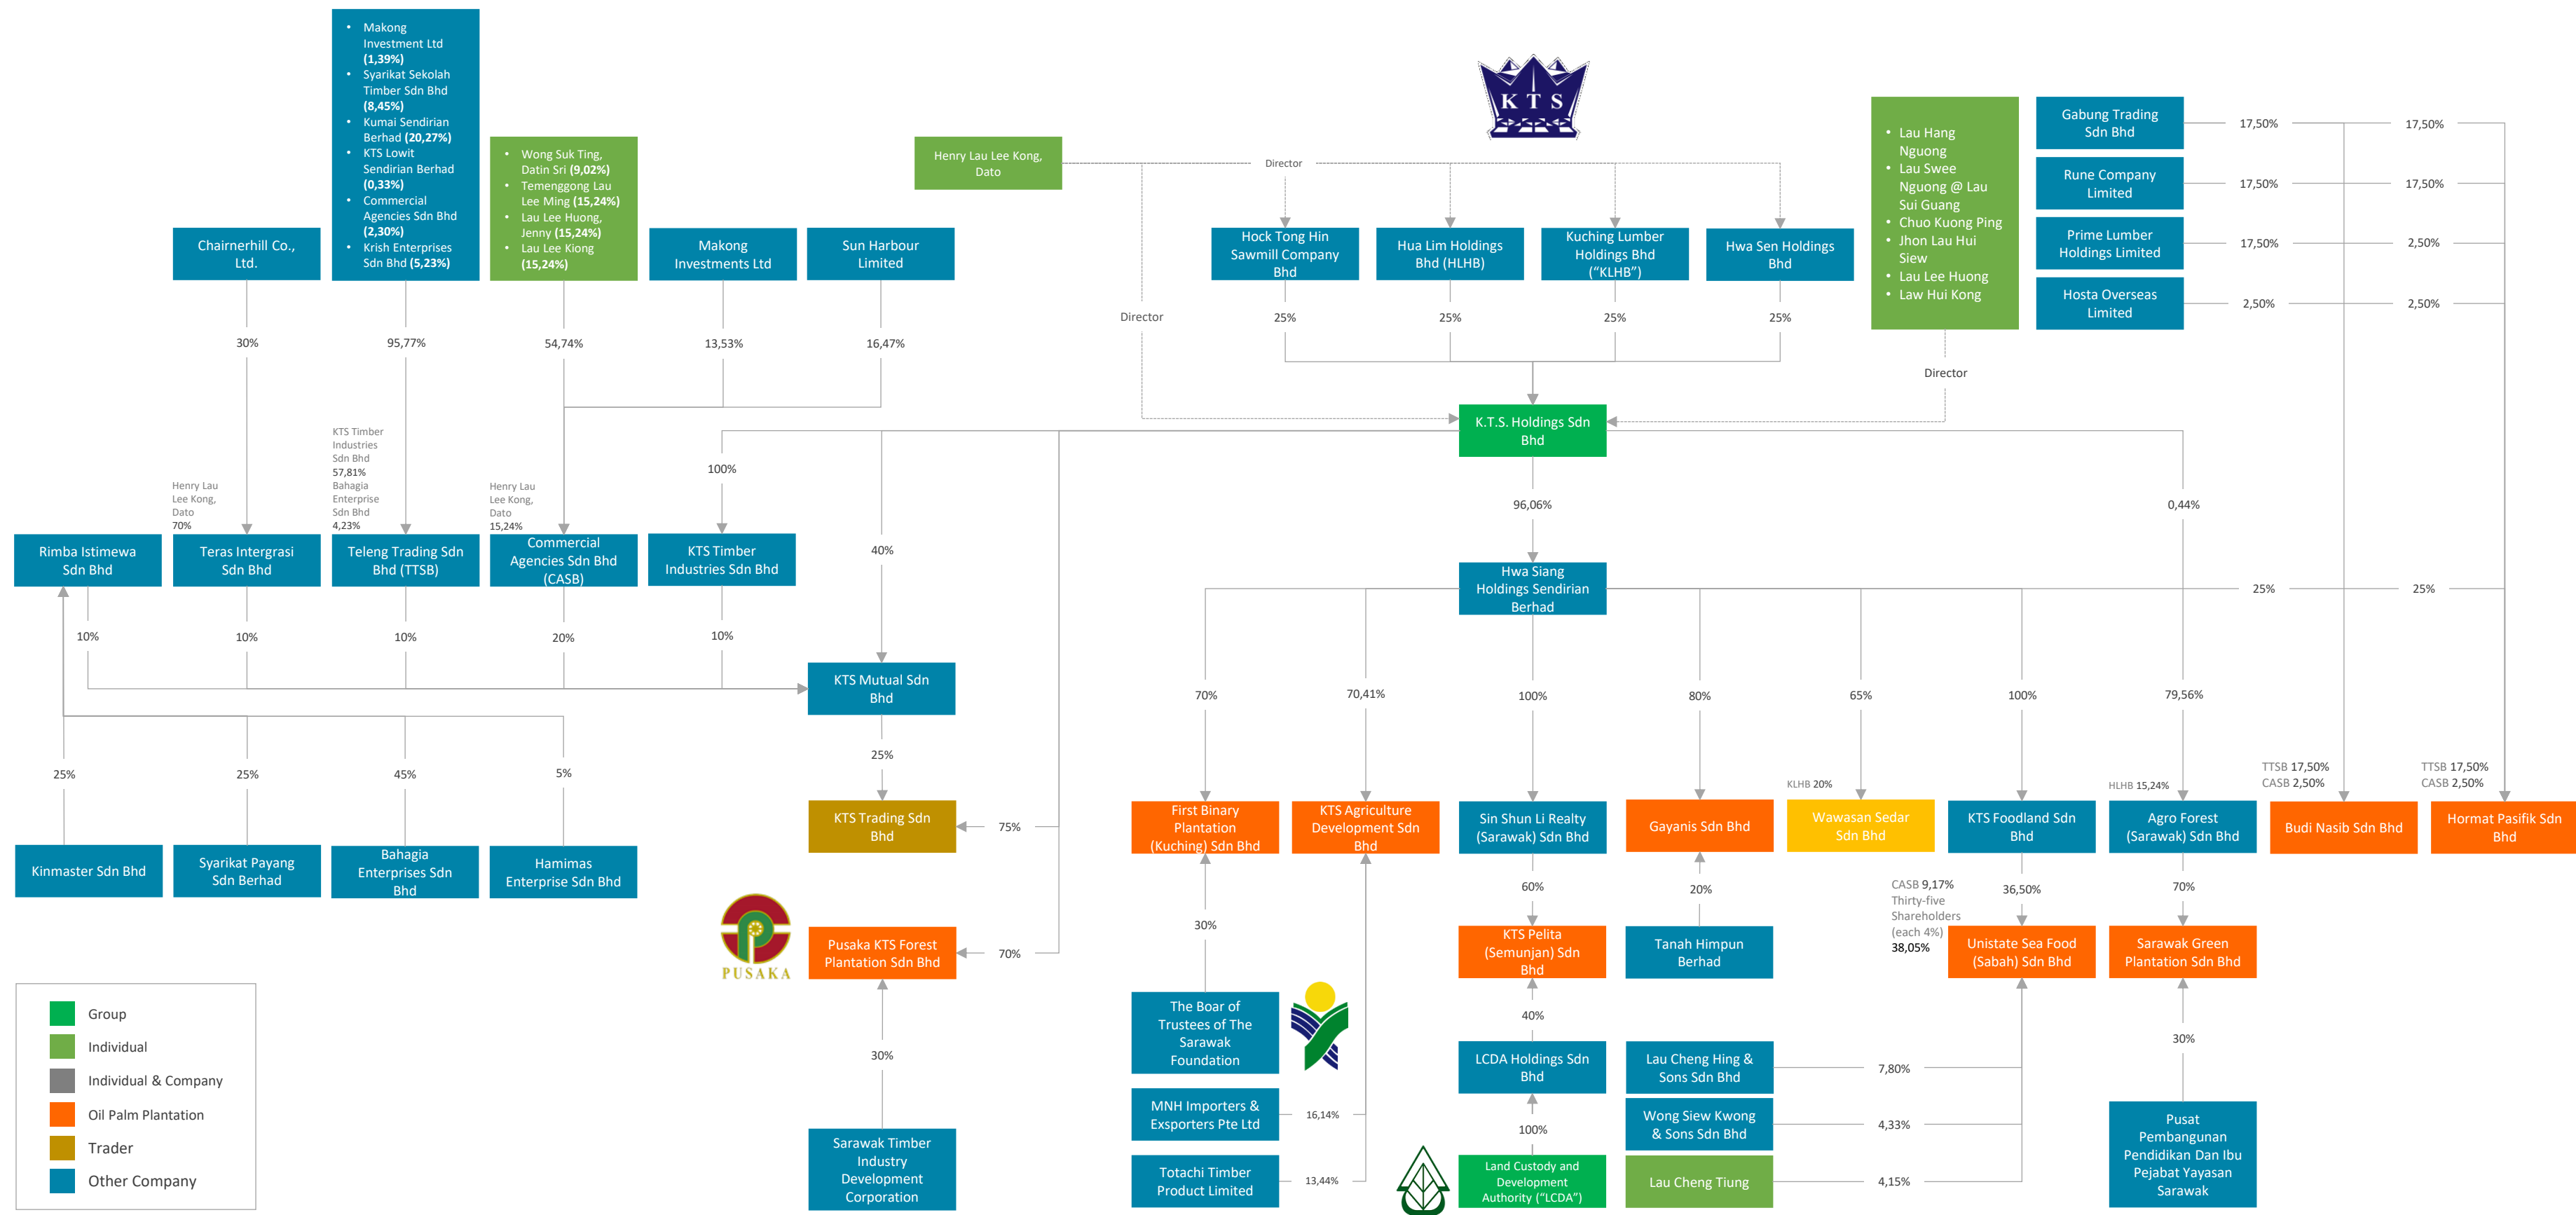 • Makong
Investment Ltd
(1,39%)
• Syarikat Sekolah
Timber Sdn Bhd
(8,45%)
• Kumai Sendirian
Berhad (20,27%)
• KTS Lowit
Sendirian Berhad
(0,33%)
• Commercial
Agencies Sdn Bhd
(2,30%)
• Krish Enterprises
Sdn Bhd (5,23%)
• Wong Suk Ting,
Datin Sri (9,02%)
• Temenggong Lau
Lee Ming (15,24%)
• Lau Lee Huong,
Jenny (15,24%)
• Lau Lee Kiong
(15,24%)
Chairnerhill Co.,
Ltd.
Makong
Investments Ltd
Sun Harbour
Limited
30%
95,77%
54,74%
13,53%
16,47%
Henry Lau Lee Kong,
Dato
Director
Director
KTS
Hock Tong Hin
Sawmill Company
Bhd
Hua Lim Holdings
Bhd (HLHB)
Kuching Lumber
Holdings Bhd
(“KLHB”)
Hwa Sen Holdings
Bhd
25%
25%
25%
25%
• Lau Hang
Nguong
• Lau Swee
Nguong @ Lau
Sui Guang
• Chuo Kuong Ping
• Jhon Lau Hui
Siew
• Lau Lee Huong
• Law Hui Kong
Director
Gabung Trading
Sdn Bhd
17,50%
17,50%
Rune Company
Limited
17,50%
17,50%
Prime Lumber
Holdings Limited
17,50%
2,50%
Hosta Overseas
Limited
2,50%
2,50%
K.T.S. Holdings Sdn
Bhd
100%
40%
96,06%
0,44%
Henry Lau
Lee Kong,
Dato
70%
KTS Timber
Industries
Sdn Bhd
57,81%
Bahagia
Enterprise
Sdn Bhd
4,23%
Henry Lau
Lee Kong,
Dato
15,24%
Rimba Istimewa
Sdn Bhd
Teras Intergrasi
Sdn Bhd
Teleng Trading Sdn
Bhd (TTSB)
Commercial
Agencies Sdn Bhd
(CASB)
KTS Timber
Industries Sdn Bhd
Hwa Siang
Holdings Sendirian
Berhad
25%
25%
10%
10%
10%
20%
10%
KTS Mutual Sdn
Bhd
25%
70%
70,41%
100%
80%
65%
100%
79,56%
25%
25%
45%
5%
KLHB 20%
HLHB 15,24%
TTSB 17,50%
CASB 2,50%
TTSB 17,50%
CASB 2,50%
KTS Trading Sdn
Bhd
75%
First Binary
Plantation
(Kuching) Sdn Bhd
KTS Agriculture
Development Sdn
Bhd
Sin Shun Li Realty
(Sarawak) Sdn Bhd
Gayanis Sdn Bhd
Wawasan Sedar
Sdn Bhd
KTS Foodland Sdn
Bhd
Agro Forest
(Sarawak) Sdn Bhd
Budi Nasib Sdn Bhd
Hormat Pasifik Sdn
Bhd
Kinmaster Sdn Bhd
Syarikat Payang
Sdn Berhad
Bahagia
Enterprises Sdn
Bhd
Hamimas
Enterprise Sdn Bhd
60%
20%
CASB 9,17%
Thirty-five
Shareholders
(each 4%)
38,05%
36,50%
70%
PUSAKA
Pusaka KTS Forest
Plantation Sdn Bhd
70%
30%
KTS Pelita
(Semunjan) Sdn
Bhd
Tanah Himpun
Berhad
Unistate Sea Food
(Sabah) Sdn Bhd
Sarawak Green
Plantation Sdn Bhd
30%
40%
30%
The Boar of
Trustees of The
Sarawak
Foundation
LCDA Holdings Sdn
Bhd
Lau Cheng Hing &
Sons Sdn Bhd
7,80%
MNH Importers &
Exsporters Pte Ltd
16,14%
100%
Wong Siew Kwong
& Sons Sdn Bhd
4,33%
Sarawak Timber
Industry
Development
Corporation
Totachi Timber
Product Limited
13,44%
Land Custody and
Development
Authority (“LCDA”)
Lau Cheng Tiung
4,15%
Pusat
Pembangunan
Pendidikan Dan Ibu
Pejabat Yayasan
Sarawak
Group
Individual
Individual & Company
Oil Palm Plantation
Trader
Other Company